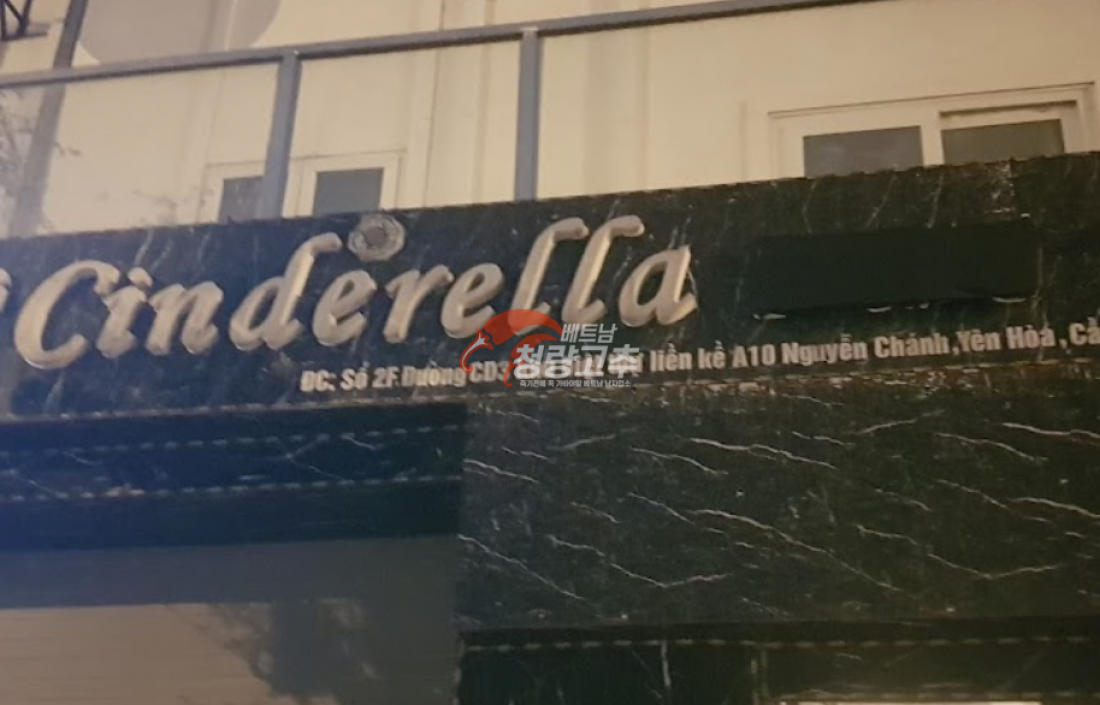 Cinderella
베트남
청량고추
ĐC: Số 2F Đường CD3 liền kề A10 Nguyễn Chánh ,Yên Hòa , Cầ